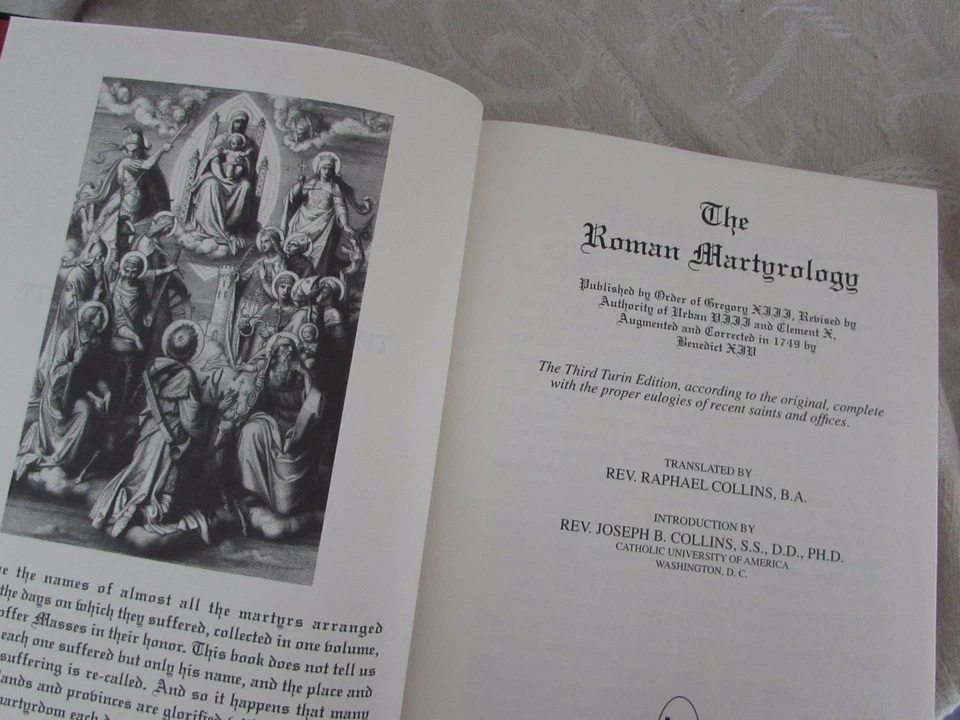 e the names of almost all the martyrs arranged
the days on which they suffered, collected in one volume,
offer Masses in their honor. This book does not tell us
each one suffered but only his name, and the place and
suffering is re-called. And so it happens that many
lands and provinces are glorified
martyrdom each d
The
Roman Martyrology
Published by Order of Gregory XIII, Revised by
Authority of Urban VIII and Clement X,
Augmented and Corrected in 1749 by
Benedict XIV
The Third Turin Edition, according to the original, complete
with the proper eulogies of recent saints and offices.
TRANSLATED BY
REV. RAPHAEL COLLINS, B.A.
INTRODUCTION BY
REV. JOSEPH B. COLLINS, S.S., D.D., PH.D.
CATHOLIC UNIVERSITY OF AMERICA
WASHINGTON, D. C.